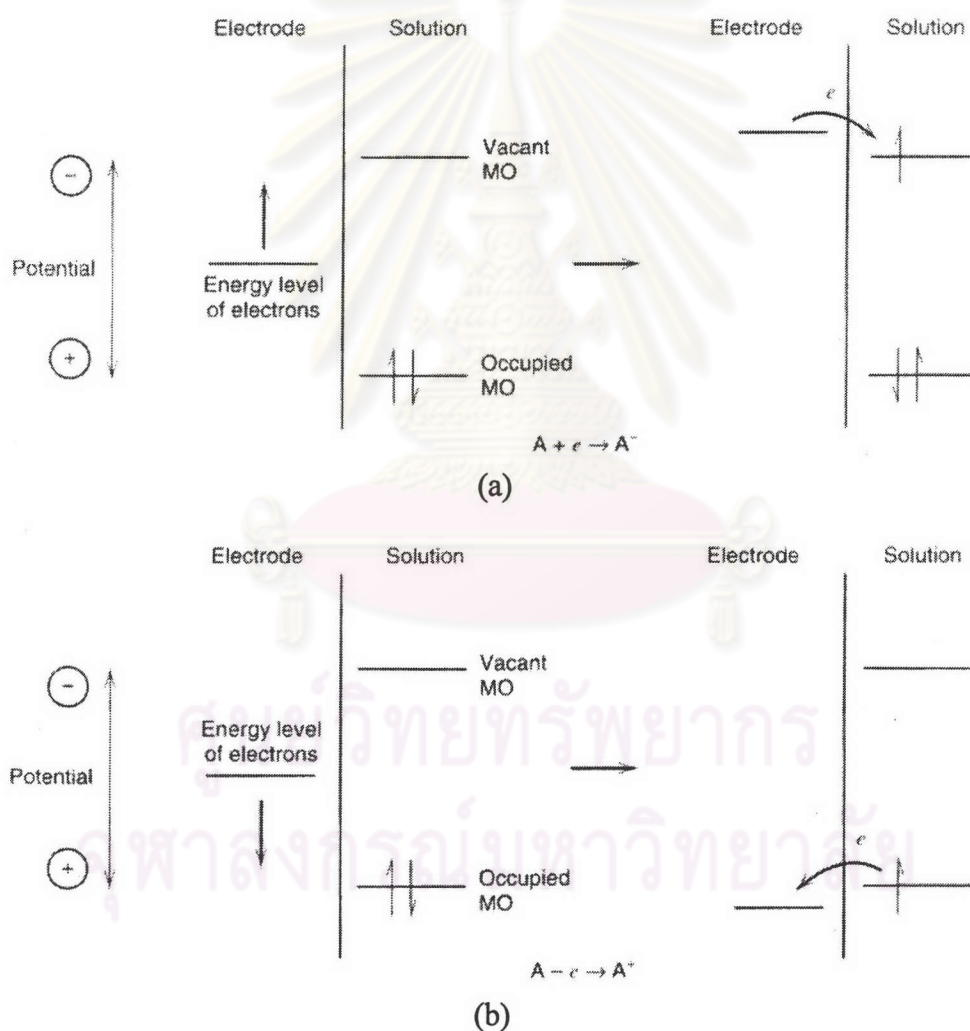 Electrode Solution Electrode Solution
e
Vacant
MO
−
Potential
Energy level
of electrons
+
Occupied
MO
A + e → A⁻
(a)
Electrode Solution Electrode Solution
Vacant
MO
−
Energy level
of electrons
Potential
e
+
Occupied
MO
A − e → A⁺
(b)
ศูนย์วิทยทรัพยากร
จุฬาลงกรณ์มหาวิทยาลัย